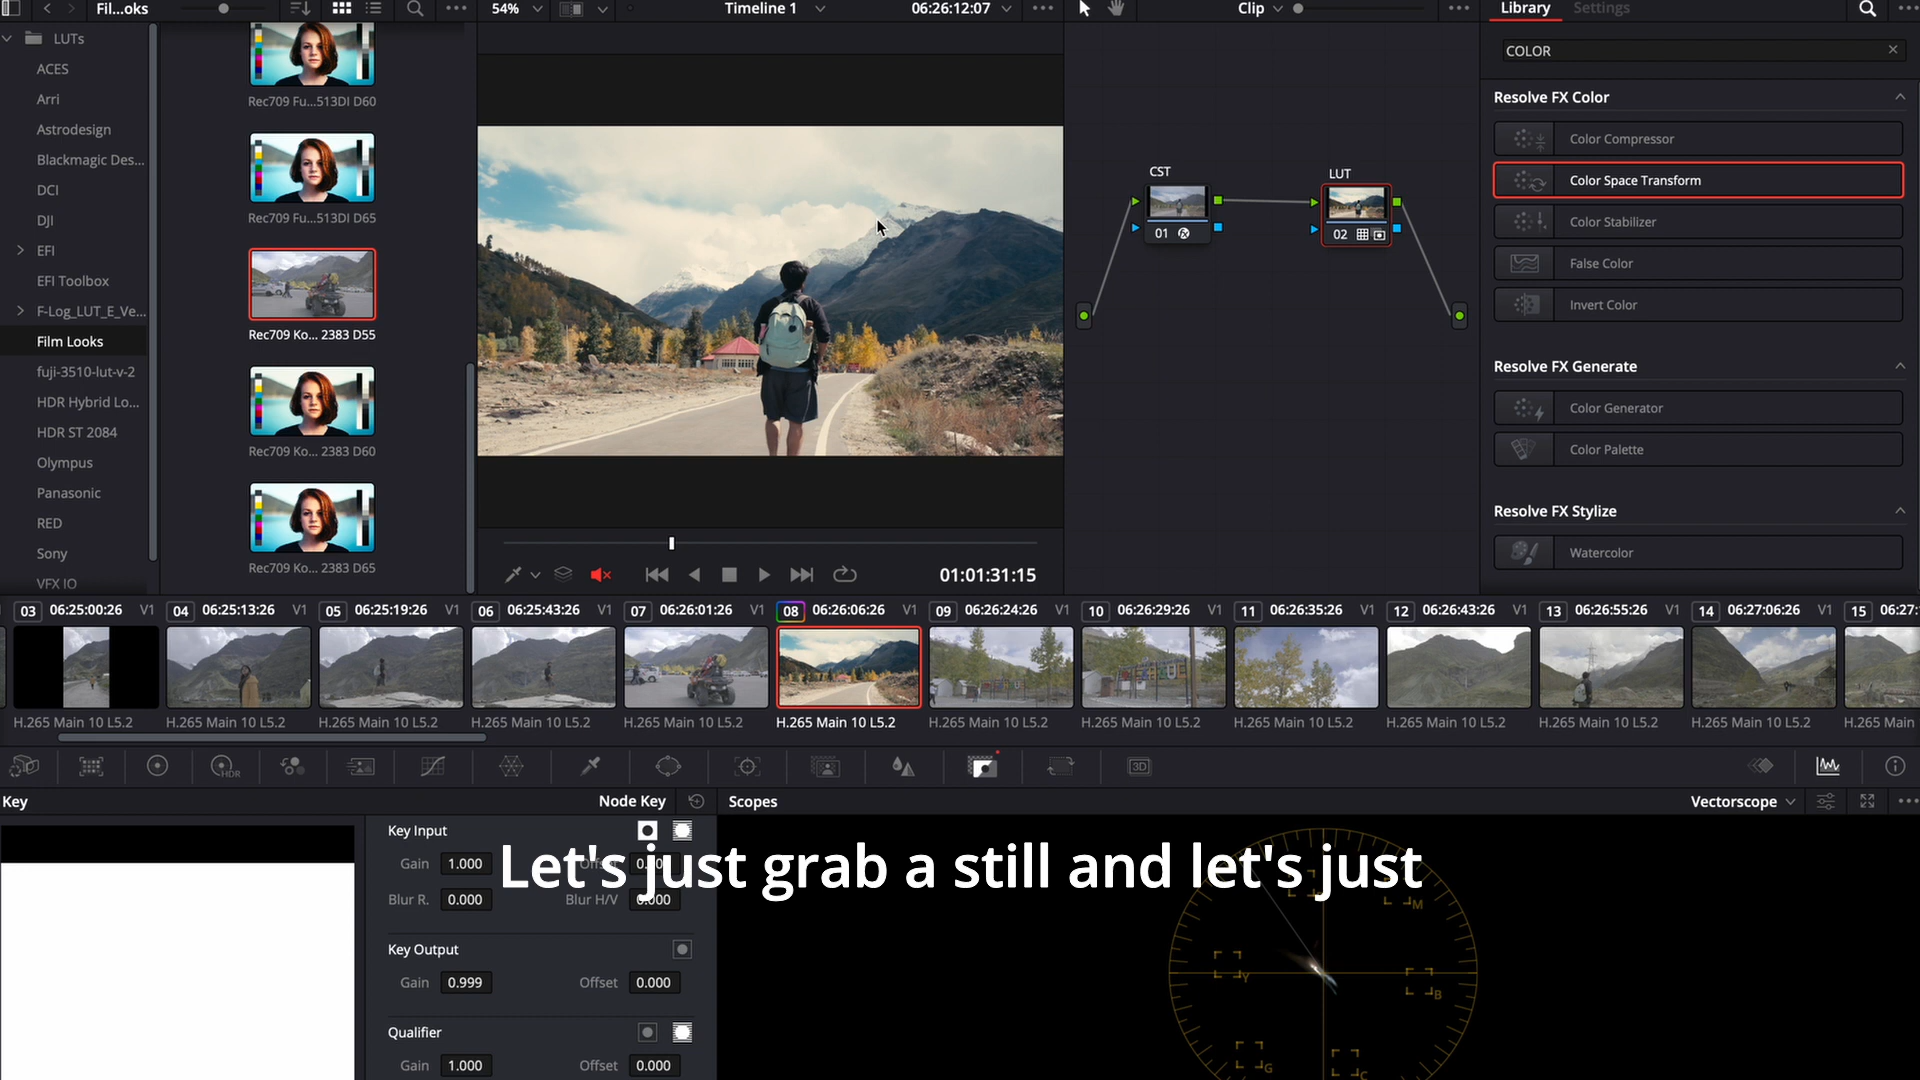 Fil...oks
54%
Timeline 1
06:26:12:07
Clip
Library
Settings
LUTs
ACES
Arri
Astrodesign
Blackmagic Des...
DCI
DJI
EFI
EFI Toolbox
F-Log_LUT_E_Ve...
Film Looks
fuji-3510-lut-v-2
HDR Hybrid Lo...
HDR ST 2084
Olympus
Panasonic
RED
Sony
VFX IO
Rec709 Fu...513DI D60
Rec709 Fu...513DI D65
Rec709 Ko... 2383 D55
Rec709 Ko... 2383 D60
Rec709 Ko... 2383 D65
01:01:31:15
CST
01
LUT
02
COLOR
Resolve FX Color
Color Compressor
Color Space Transform
Color Stabilizer
False Color
Invert Color
Resolve FX Generate
Color Generator
Color Palette
Resolve FX Stylize
Watercolor
03 06:25:00:26 V1
04 06:25:13:26 V1
05 06:25:19:26 V1
06 06:25:43:26 V1
07 06:26:01:26 V1
08 06:26:06:26 V1
09 06:26:24:26 V1
10 06:26:29:26 V1
11 06:26:35:26 V1
12 06:26:43:26 V1
13 06:26:55:26 V1
14 06:27:06:26 V1
15 06:27:
H.265 Main 10 L5.2
H.265 Main 10 L5.2
H.265 Main 10 L5.2
H.265 Main 10 L5.2
H.265 Main 10 L5.2
H.265 Main 10 L5.2
H.265 Main 10 L5.2
H.265 Main 10 L5.2
H.265 Main 10 L5.2
H.265 Main 10 L5.2
H.265 Main 10 L5.2
H.265 Main 10 L5.2
H.265 Main
HDR
3D
Key
Node Key
Scopes
Vectorscope
Key Input
Gain 1.000
Blur R. 0.000 Blur H/V 0.000
Key Output
Gain 0.999 Offset 0.000
Qualifier
Gain 1.000 Offset 0.000
Let's just grab a still and let's just
M
Y
B
G
C